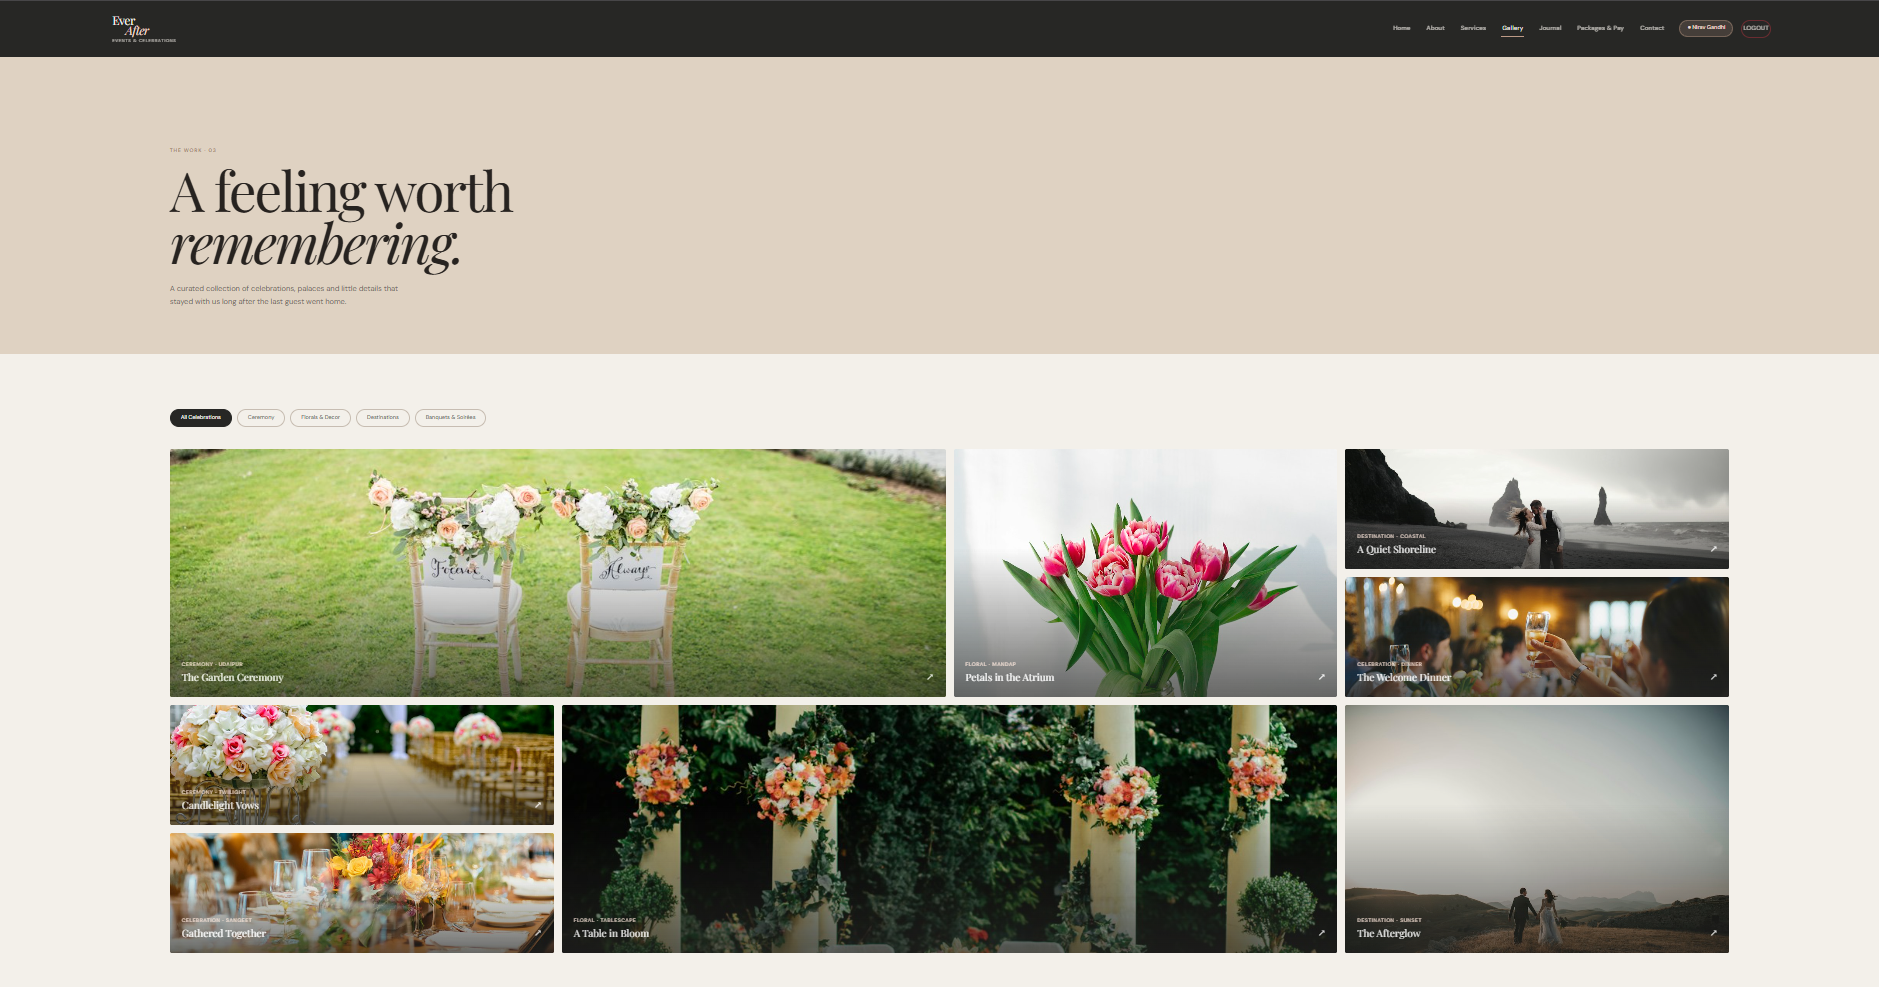 Ever
After
EVENTS & CELEBRATIONS
Home About Services Gallery Journal Packages & Pay Contact Nirav Gandhi LOGOUT
THE WORK · 03
A feeling worth
remembering.
A curated collection of celebrations, palaces and little details that
stayed with us long after the last guest went home.
All Celebrations Ceremony Florals & Decor Destinations Banquets & Soirées
Forever
Always
CEREMONY · UDAIPUR
The Garden Ceremony
FLORAL · MANDAP
Petals in the Atrium
DESTINATION · COASTAL
A Quiet Shoreline
CELEBRATION · DINNER
The Welcome Dinner
CEREMONY · TWILIGHT
Candlelight Vows
CELEBRATION · SANGEET
Gathered Together
FLORAL · TABLESCAPE
A Table in Bloom
DESTINATION · SUNSET
The Afterglow